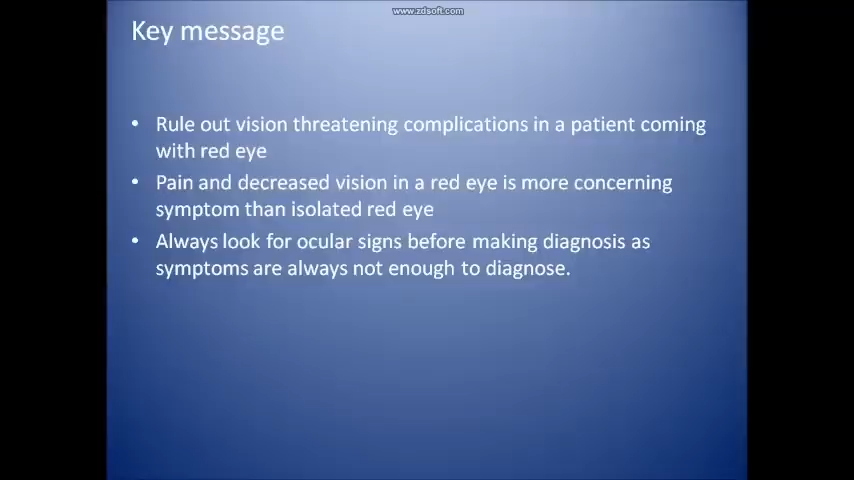 www.zdsoft.com
Key message
• Rule out vision threatening complications in a patient coming
with red eye
• Pain and decreased vision in a red eye is more concerning
symptom than isolated red eye
• Always look for ocular signs before making diagnosis as
symptoms are always not enough to diagnose.